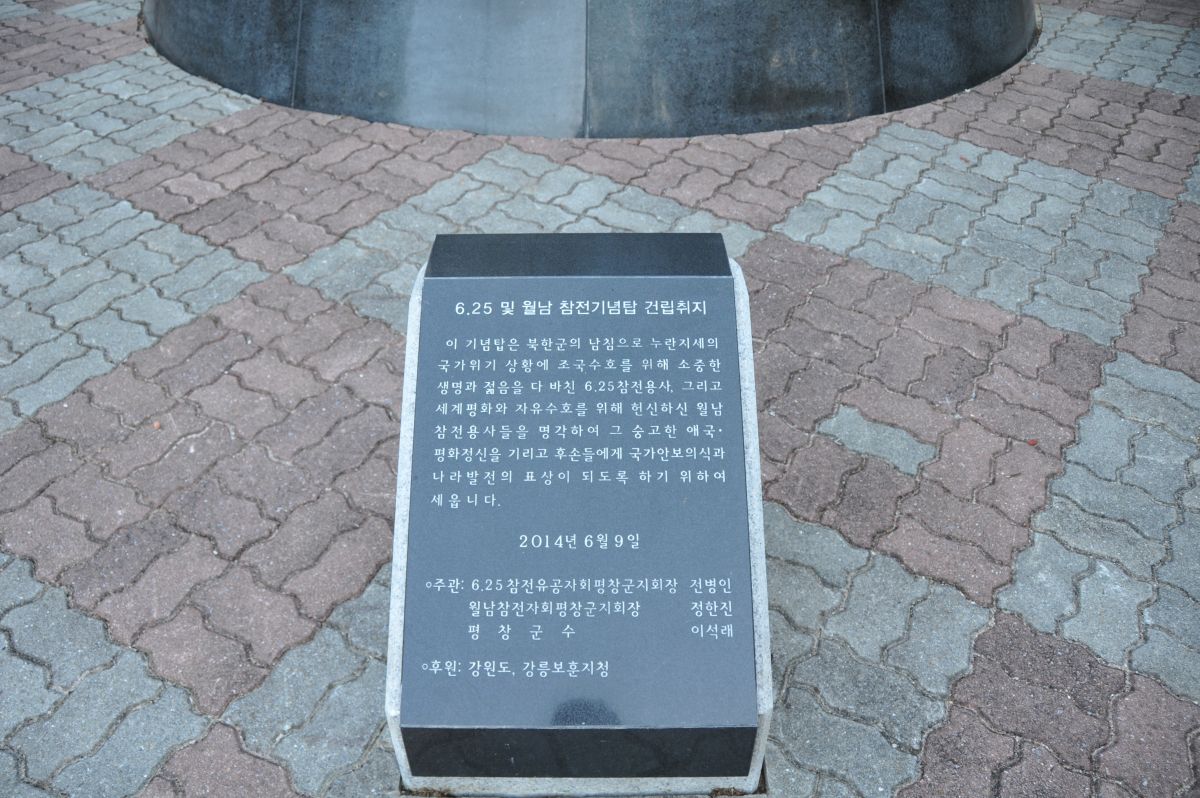 6.25 및 월남 참전기념탑 건립취지
이 기념탑은 북한군의 남침으로 누란지세의
국가위기 상황에 조국수호를 위해 소중한
생명과 젊음을 다 바친 6.25참전용사, 그리고
세계평화와 자유수호를 위해 헌신하신 월남
참전용사들을 명각하여 그 숭고한 애국·
평화정신을 기리고 후손들에게 국가안보의식과
나라발전의 표상이 되도록 하기 위하여
세웁니다.
2014년 6월 9일
○주관: 6.25참전유공자회평창군지회장 전병인
월남참전자회평창군지회장 정한진
평 창 군 수 이석래
○후원: 강원도, 강릉보훈지청